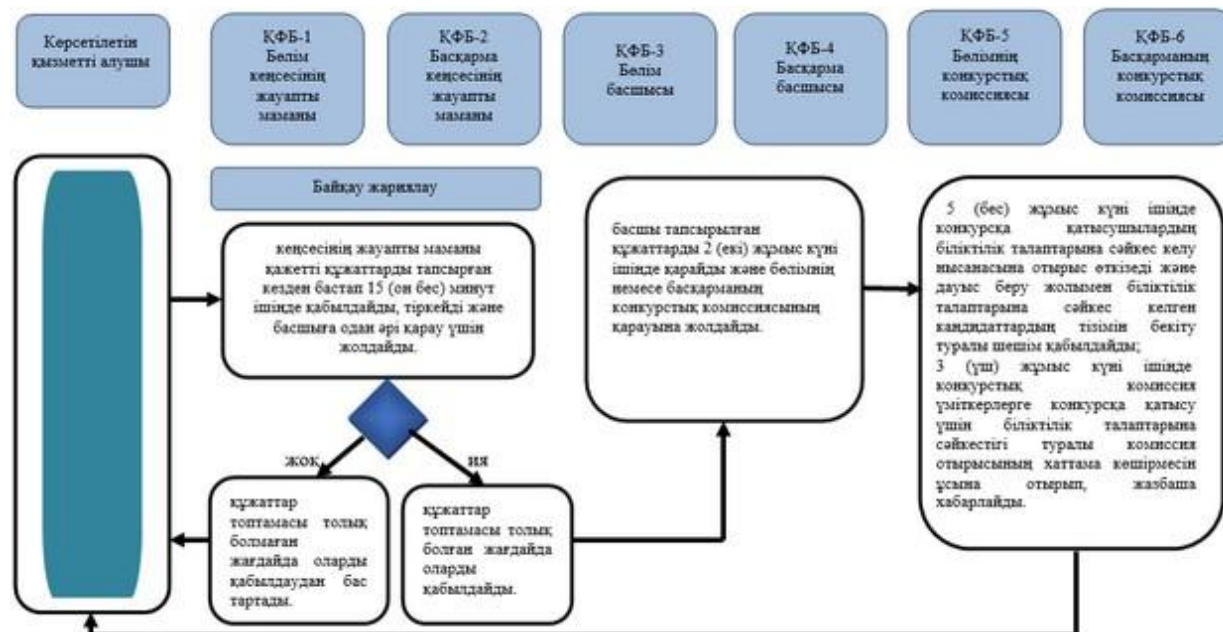 Көрсетілетін
қызметті алушы
ҚФБ-1
Бөлім
кеңсесінің
жауапты
маманы
ҚФБ-2
Басқарма
кеңсесінің
жауапты
маманы
ҚФБ-3
Бөлім
басшысы
ҚФБ-4
Басқарма
басшысы
ҚФБ-5
Бөлімнің
конкурстық
комиссиясы
ҚФБ-6
Басқарманың
конкурстық
комиссиясы
Байқау жариялау
кеңсесінің жауапты маманы
қажетті құжаттарды тапсырған
кезден бастап 15 (он бес) минут
ішінде қабылдайды, тіркейді және
басшыға одан әрі қарау үшін
жолдайды.
жоқ
ия
құжаттар
топтамасы толық
болмаған
жағдайда оларды
қабылдаудан бас
тартады.
құжаттар
топтамасы толық
болған жағдайда
оларды
қабылдайды.
басшы тапсырылған
құжаттарды 2 (екі) жұмыс күні
ішінде қарайды және бөлімнің
немесе басқарманың
конкурстық комиссиясының
қарауына жолдайды.
5 (бес) жұмыс күні ішінде
конкурсқа қатысушылардың
біліктілік талаптарына сәйкес келу
нысанасына отырыс өткізеді және
дауыс беру жолымен біліктілік
талаптарына сәйкес келген
кандидаттардың тізімін бекіту
туралы шешім қабылдайды;
3 (үш) жұмыс күні ішінде
конкурстық комиссия
үміткерлерге конкурсқа қатысу
үшін біліктілік талаптарына
сәйкестігі туралы комиссия
отырысының хаттама көшірмесін
ұсына отырып, жазбаша
хабарлайды.